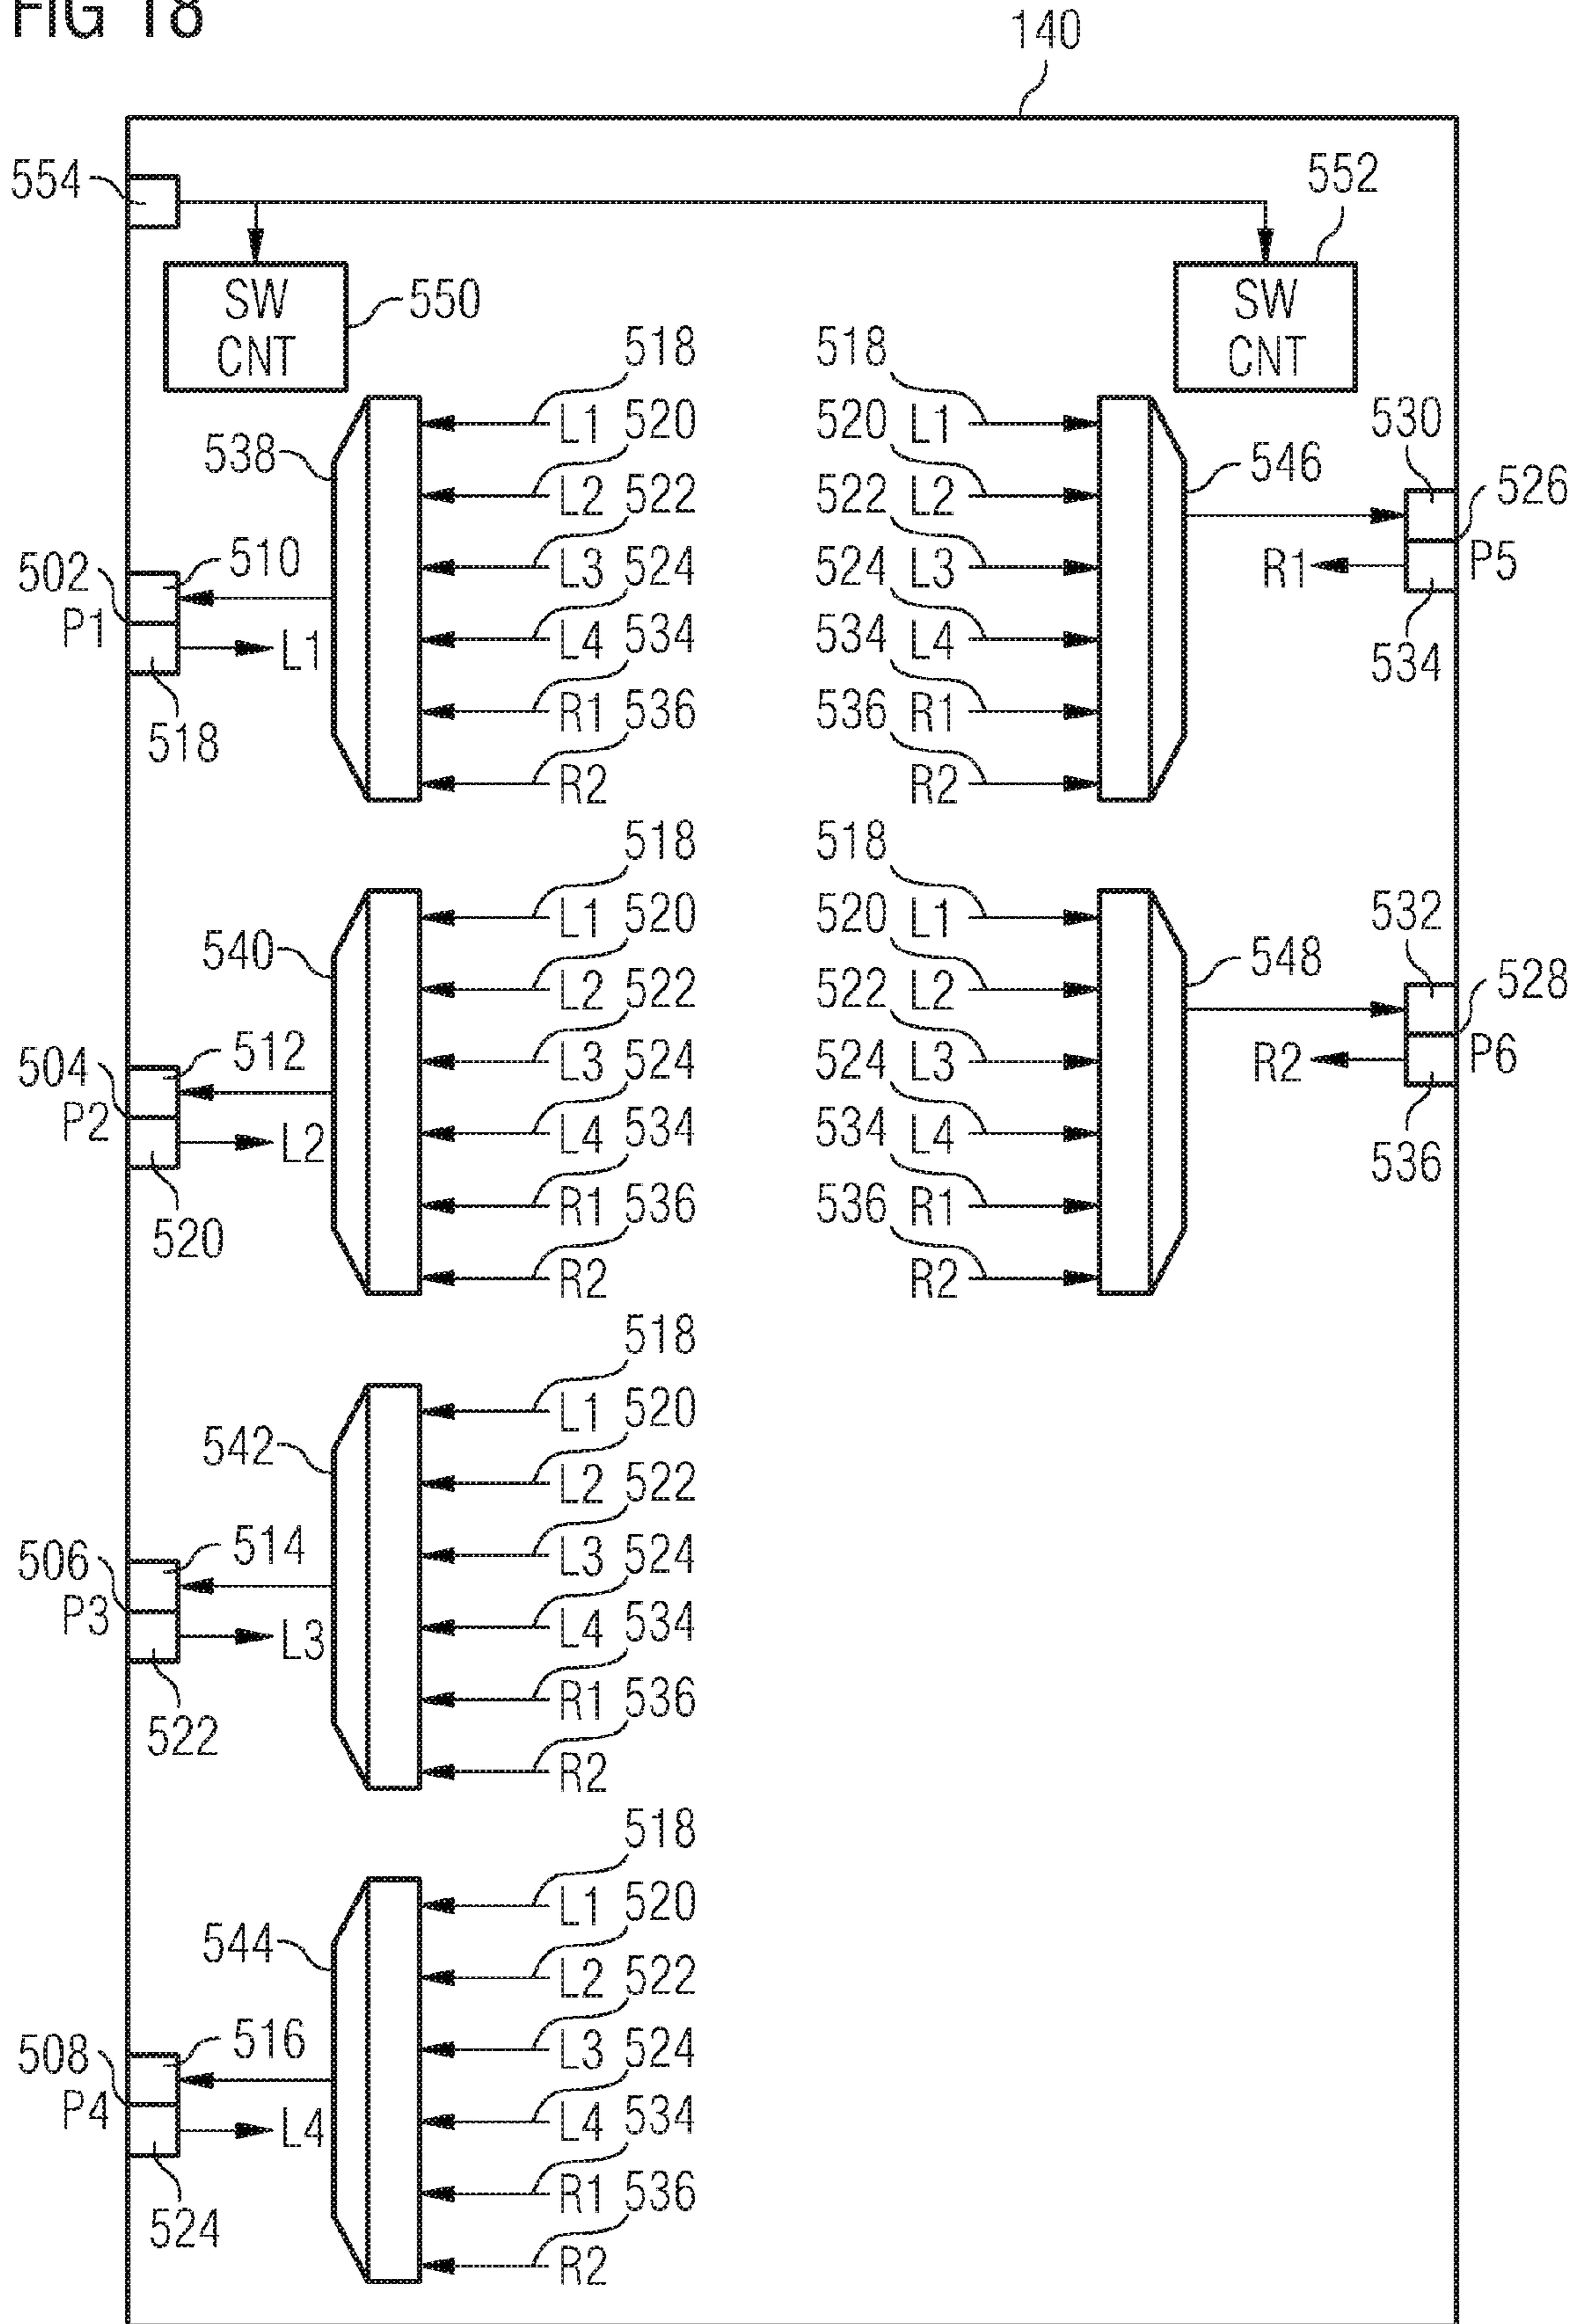 FIG 18
140
554
552
SW
CNT
550
SW
CNT
518
518
L1 520
520 L1
538
530
L2 522
522 L2
546
526
502
510
L3 524
524 L3
R1
P5
P1
L1
L4 534
534 L4
534
518
R1 536
536 R1
R2
R2
518
518
L1 520
520 L1
540
532
L2 522
522 L2
548
528
504
512
L3 524
524 L3
R2
P6
P2
L2
L4 534
534 L4
536
520
R1 536
536 R1
R2
R2
518
L1 520
542
L2 522
506
514
L3 524
P3
L3
L4 534
522
R1 536
R2
518
L1 520
544
L2 522
508
516
L3 524
P4
L4
L4 534
524
R1 536
R2